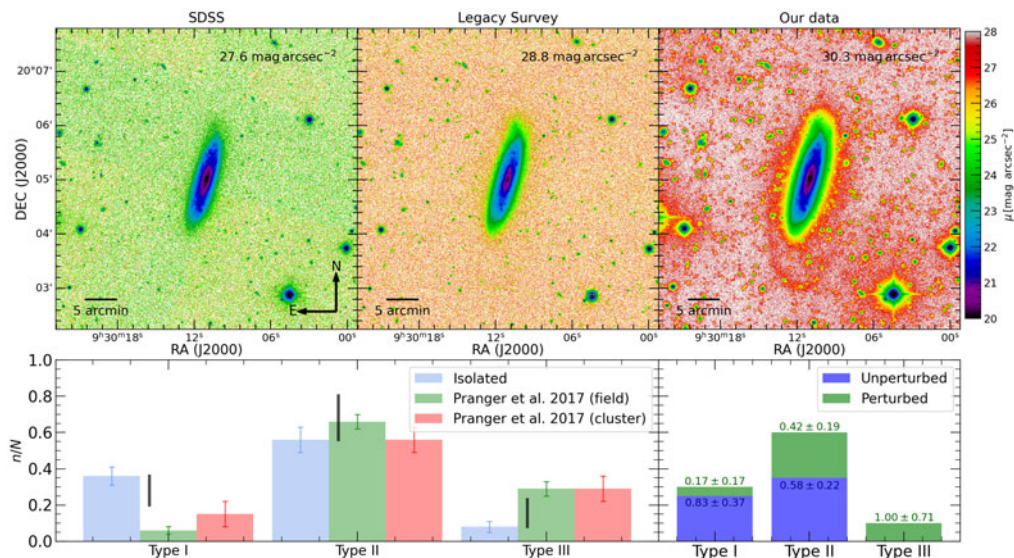 SDSS
Legacy Survey
Our data
27.6 mag arcsec−2
28.8 mag arcsec−2
30.3 mag arcsec−2
20°07'
06'
05'
04'
03'
DEC (J2000)
5 arcmin
N
E
5 arcmin
5 arcmin
28
27
26
25
24
23
22
21
20
μ [mag arcsec−2]
9h30m18s
12s
06s
00s
9h30m18s
12s
06s
00s
9h30m18s
12s
06s
00s
RA (J2000)
RA (J2000)
RA (J2000)
1.0
0.8
0.6
0.4
0.2
0.0
n/N
Isolated
Pranger et al. 2017 (field)
Pranger et al. 2017 (cluster)
Type I
Type II
Type III
Unperturbed
Perturbed
0.42 ± 0.19
0.17 ± 0.17
0.58 ± 0.22
0.83 ± 0.37
1.00 ± 0.71
Type I
Type II
Type III